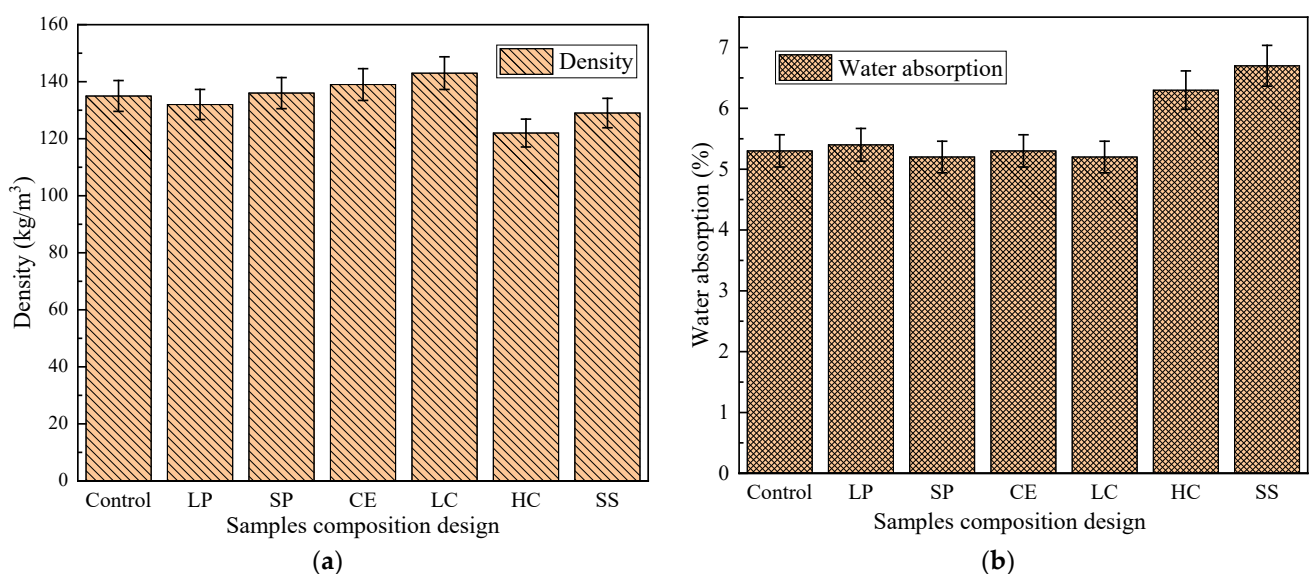 160
140
120
100
80
60
40
20
0
Density (kg/m³)
Density
Control LP SP CE LC HC SS
Samples composition design
(a)
7
6
5
4
3
2
1
0
Water absorption (%)
Water absorption
Control LP SP CE LC HC SS
Samples composition design
(b)